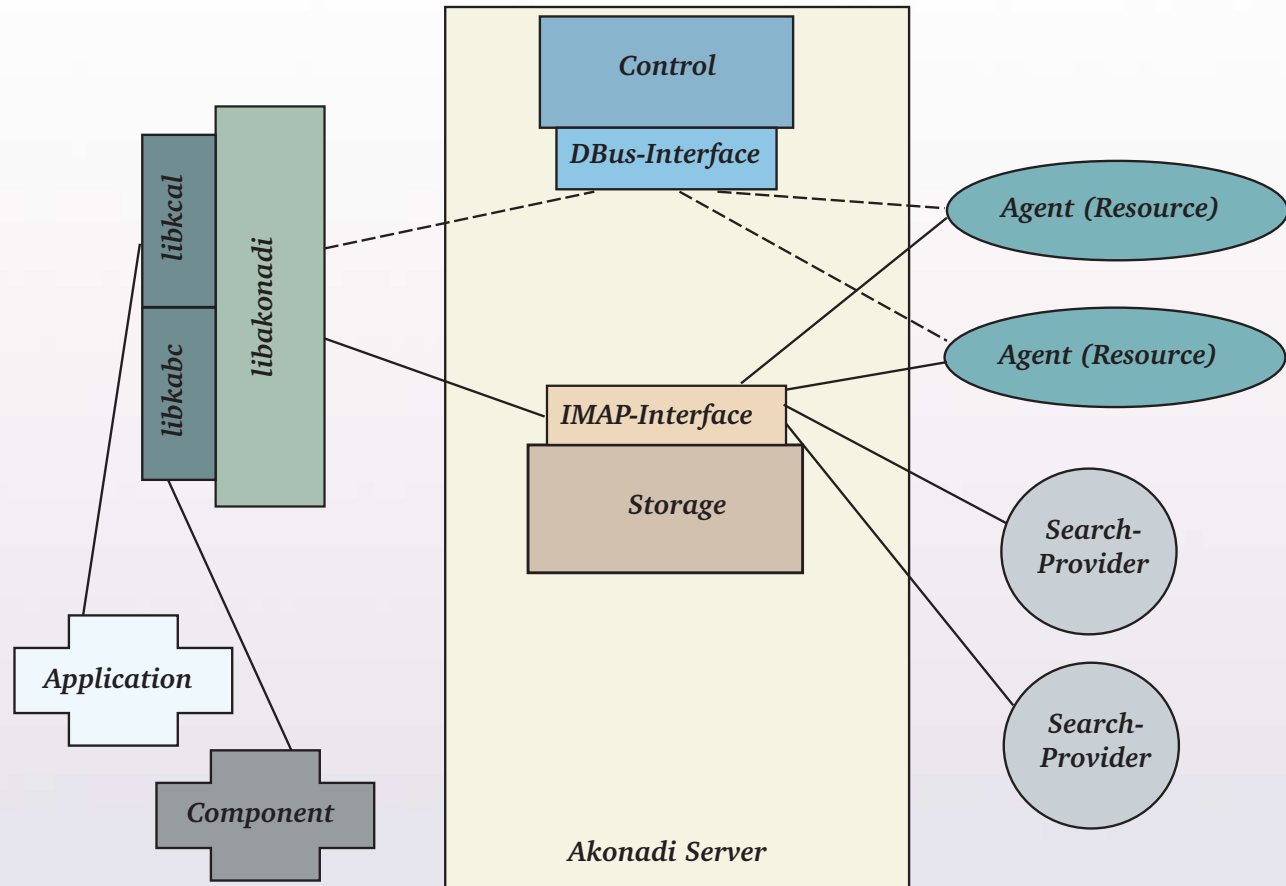 Control
DBus-Interface
libkcal
libakonadi
libkabc
Agent (Resource)
Agent (Resource)
IMAP-Interface
Storage
Search-
Provider
Search-
Provider
Application
Component
Akonadi Server